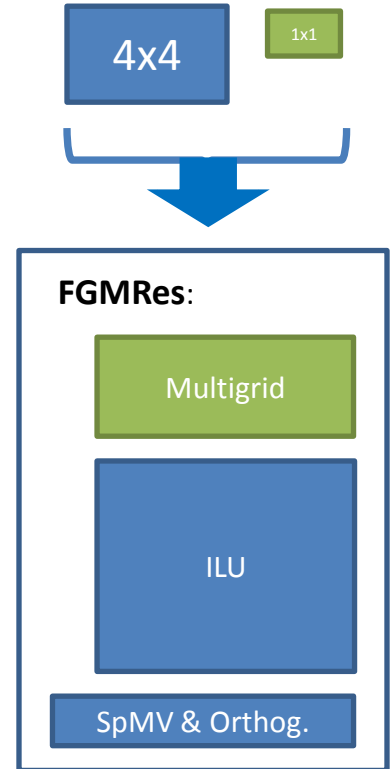 4x4
1x1
FGMRes:
Multigrid
ILU
SpMV & Orthog.